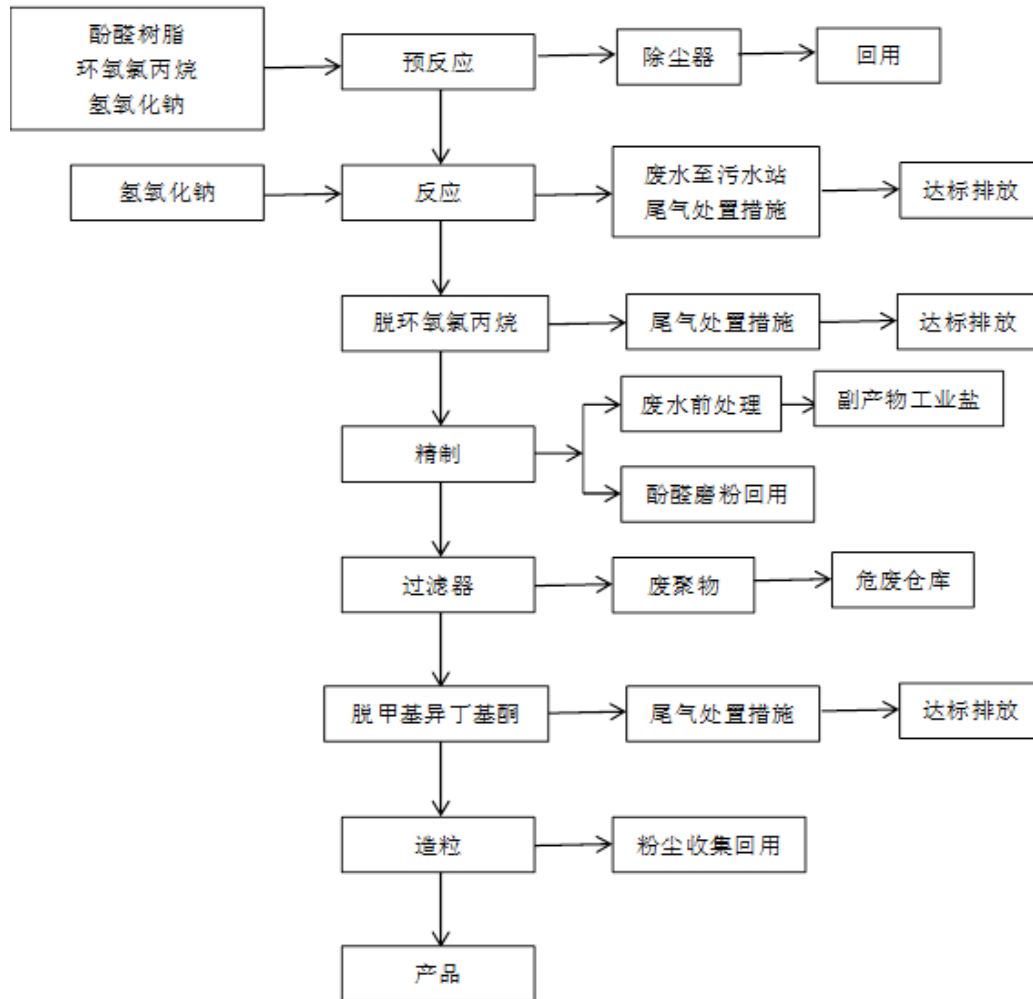 酚醛树脂
环氧氯丙烷
氢氧化钠
预反应
除尘器
回用
氢氧化钠
反应
废水至污水站
尾气处置措施
达标排放
脱环氧氯丙烷
尾气处置措施
达标排放
废水前处理
副产物工业盐
精制
酚醛磨粉回用
过滤器
废聚物
危废仓库
脱甲基异丁基酮
尾气处置措施
达标排放
造粒
粉尘收集回用
产品